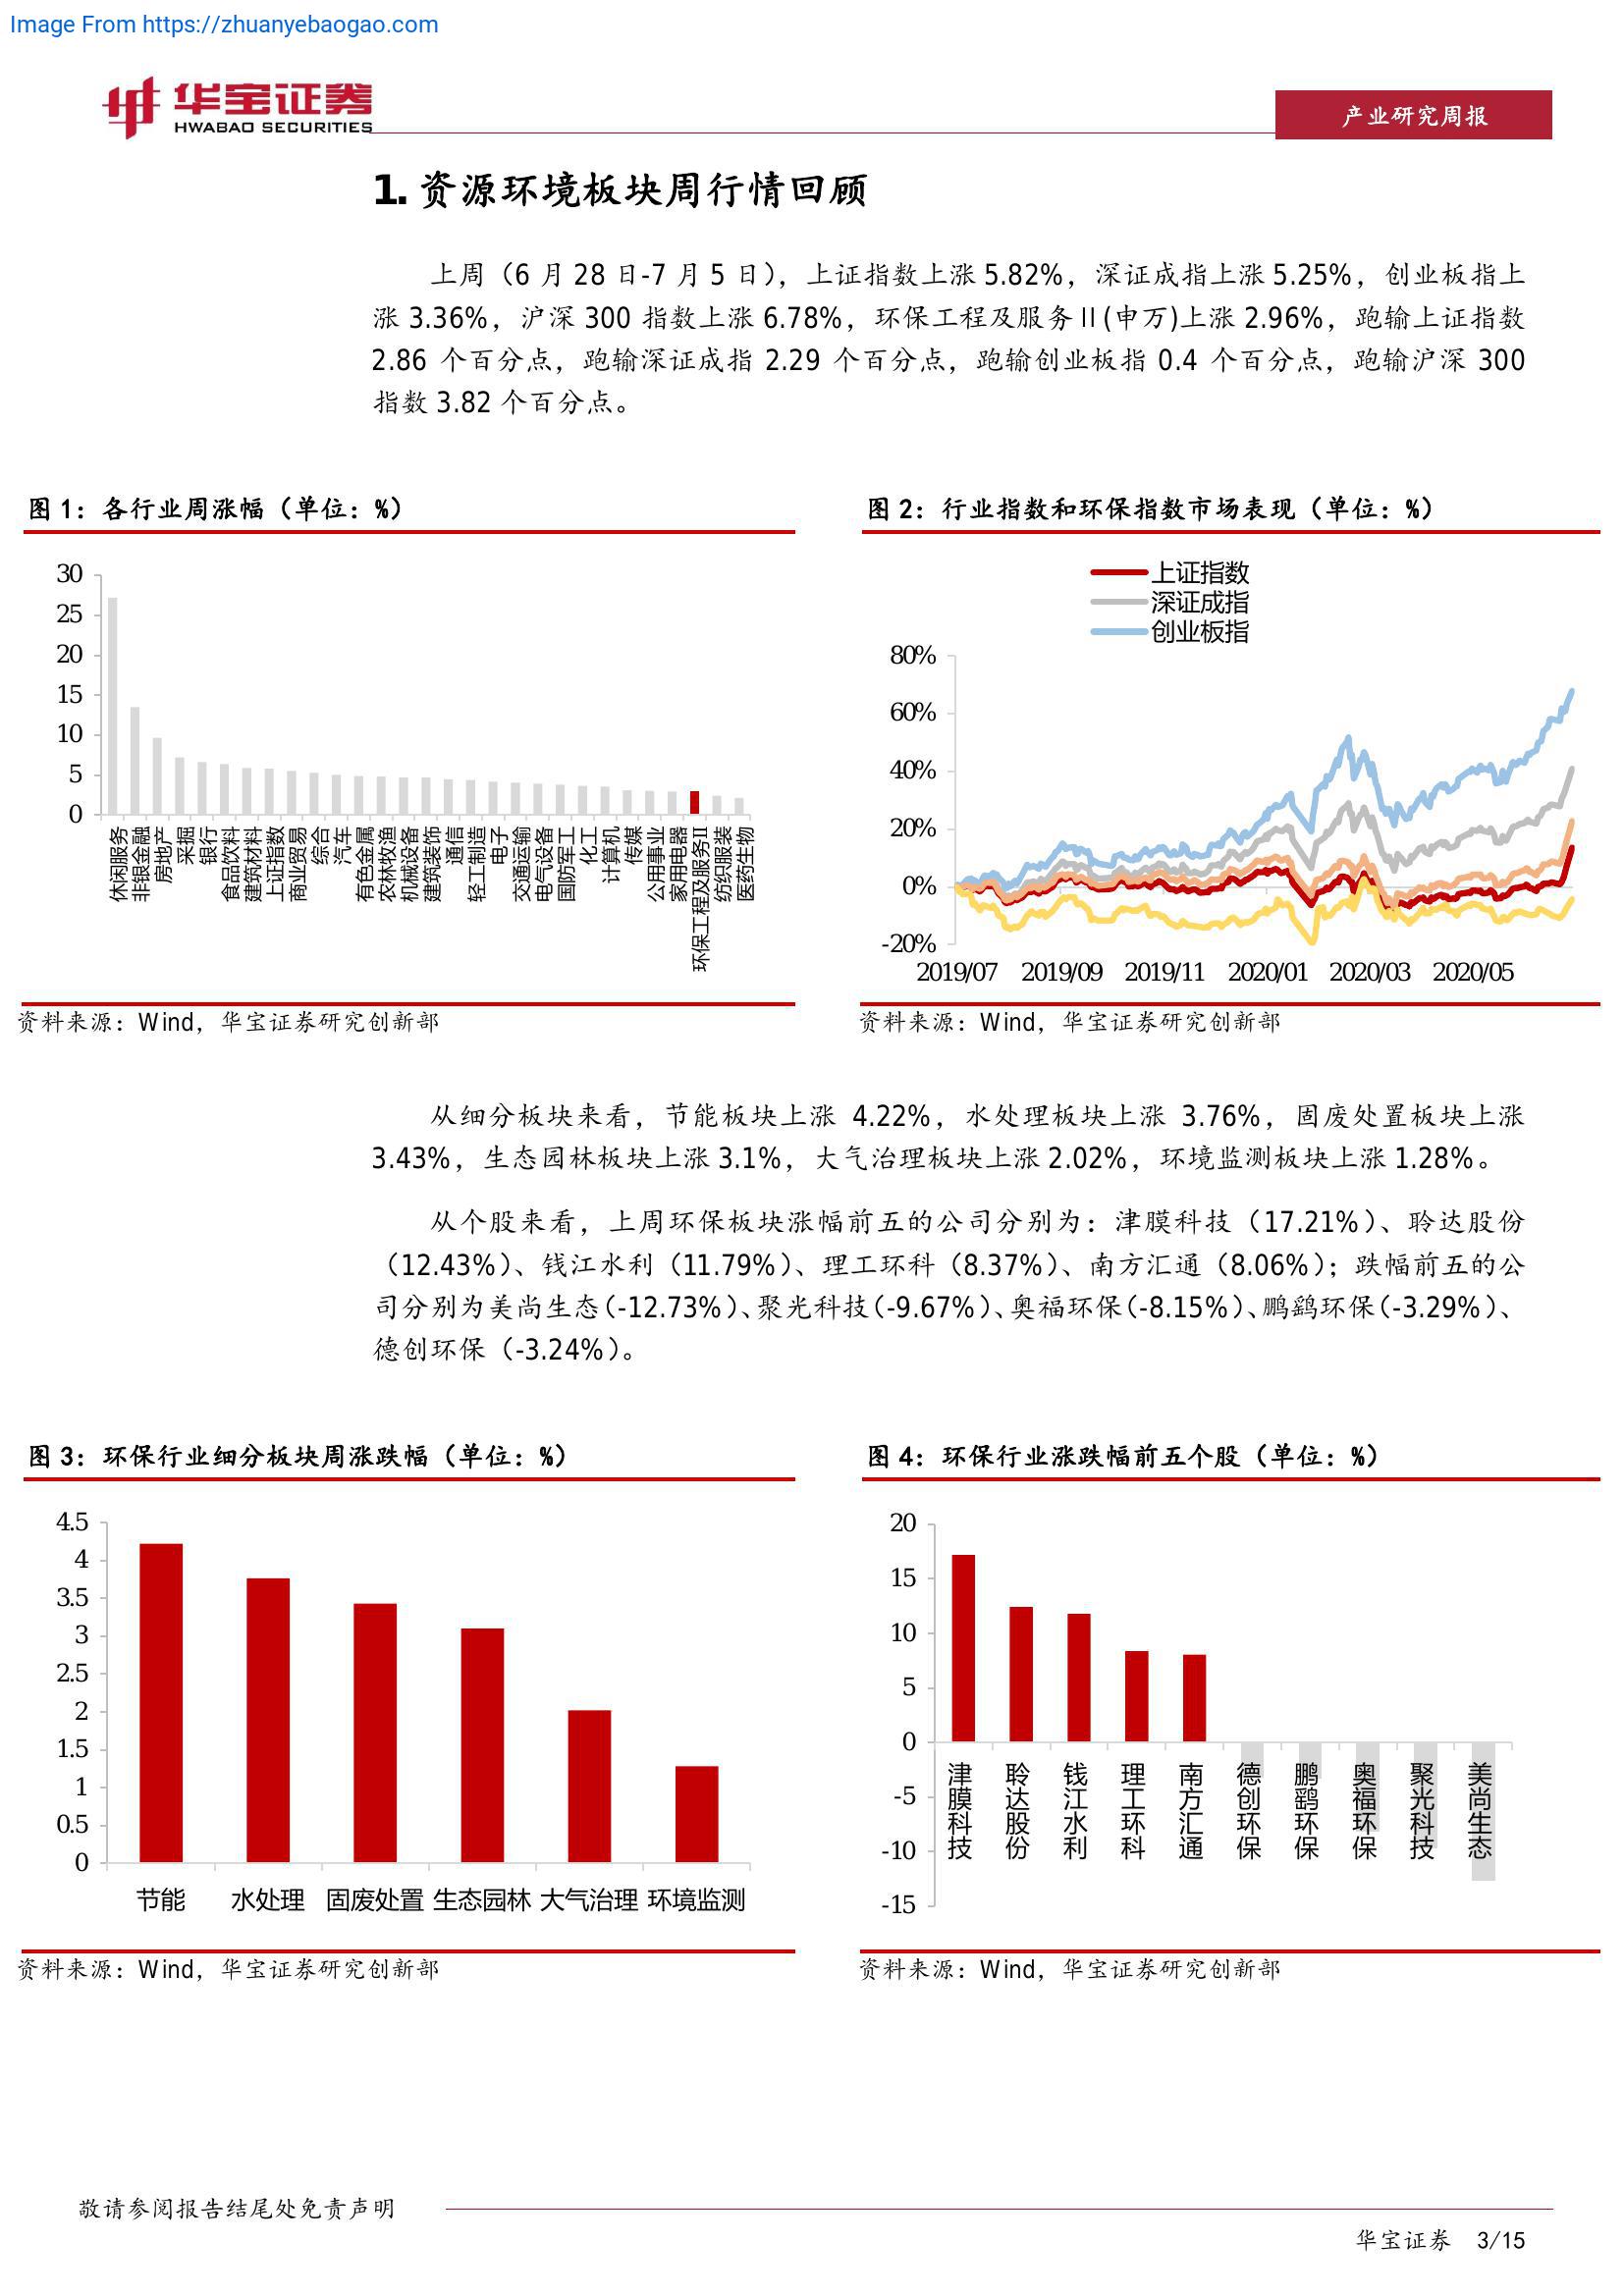 Image From https://zhuanyebaogao.com
华宝证券
HWABAO SECURITIES
产业研究周报
1. 资源环境板块周行情回顾
上周（6 月 28 日-7 月 5 日），上证指数上涨 5.82%，深证成指上涨 5.25%，创业板指上
涨 3.36%，沪深 300 指数上涨 6.78%，环保工程及服务Ⅱ(申万)上涨 2.96%，跑输上证指数
2.86 个百分点，跑输深证成指 2.29 个百分点，跑输创业板指 0.4 个百分点，跑输沪深 300
指数 3.82 个百分点。
图 1：各行业周涨幅（单位：%）
30
25
20
15
10
5
0
休闲服务
非银金融
房地产
采掘
银行
食品饮料
建筑材料
上证指数
商业贸易
综合
汽车
有色金属
农林牧渔
机械设备
建筑装饰
通信
轻工制造
电子
交通运输
电气设备
国防军工
化工
计算机
传媒
公用事业
家用电器
环保工程及服务Ⅱ
纺织服装
医药生物
资料来源：Wind，华宝证券研究创新部
图 2：行业指数和环保指数市场表现（单位：%）
上证指数
深证成指
创业板指
80%
60%
40%
20%
0%
-20%
2019/07 2019/09 2019/11 2020/01 2020/03 2020/05
资料来源：Wind，华宝证券研究创新部
从细分板块来看，节能板块上涨 4.22%，水处理板块上涨 3.76%，固废处置板块上涨
3.43%，生态园林板块上涨 3.1%，大气治理板块上涨 2.02%，环境监测板块上涨 1.28%。
从个股来看，上周环保板块涨幅前五的公司分别为：津膜科技（17.21%）、聆达股份
（12.43%）、钱江水利（11.79%）、理工环科（8.37%）、南方汇通（8.06%）；跌幅前五的公
司分别为美尚生态（-12.73%）、聚光科技（-9.67%）、奥福环保（-8.15%）、鹏鹞环保（-3.29%）、
德创环保（-3.24%）。
图 3：环保行业细分板块周涨跌幅（单位：%）
4.5
4
3.5
3
2.5
2
1.5
1
0.5
0
节能 水处理 固废处置 生态园林 大气治理 环境监测
资料来源：Wind，华宝证券研究创新部
图 4：环保行业涨跌幅前五个股（单位：%）
20
15
10
5
0
-5
-10
-15
津膜科技
聆达股份
钱江水利
理工环科
南方汇通
德创环保
鹏鹞环保
奥福环保
聚光科技
美尚生态
资料来源：Wind，华宝证券研究创新部
敬请参阅报告结尾处免责声明
华宝证券 3/15